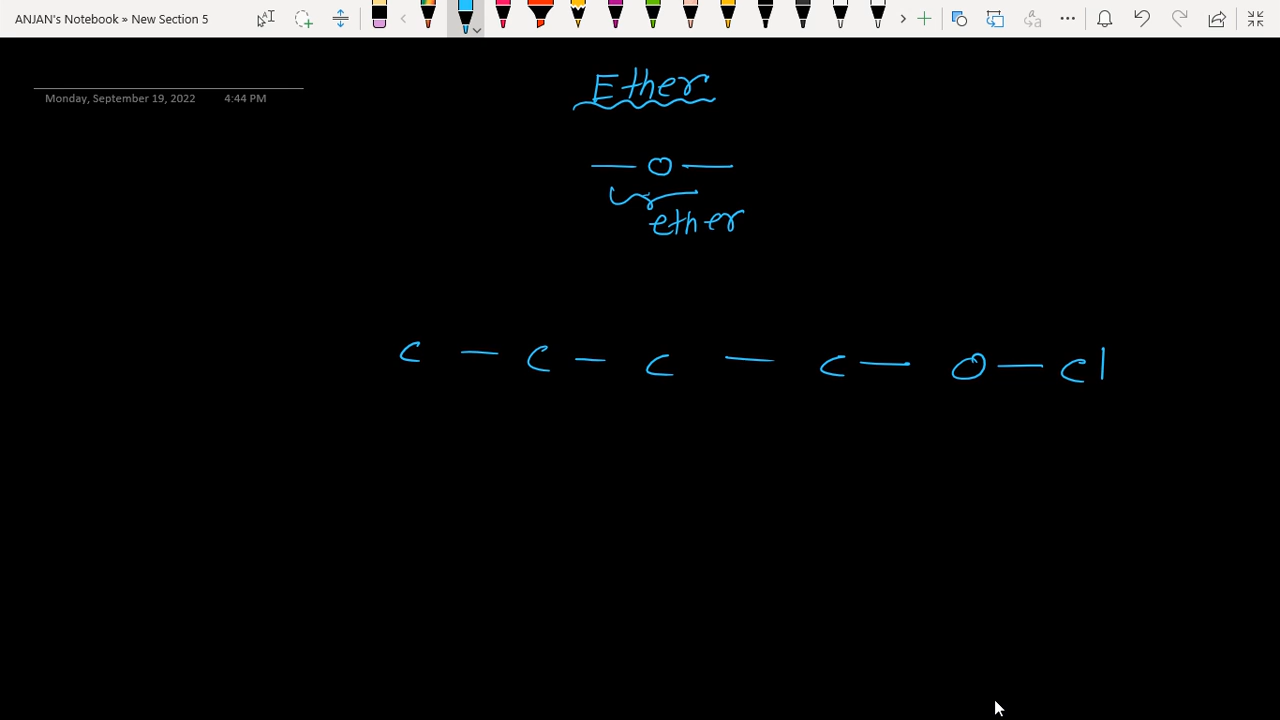 ANJAN's Notebook » New Section 5
Ether
Monday, September 19, 2022 4:44 PM
— O —
ether
C — C — C — C — O — Cl